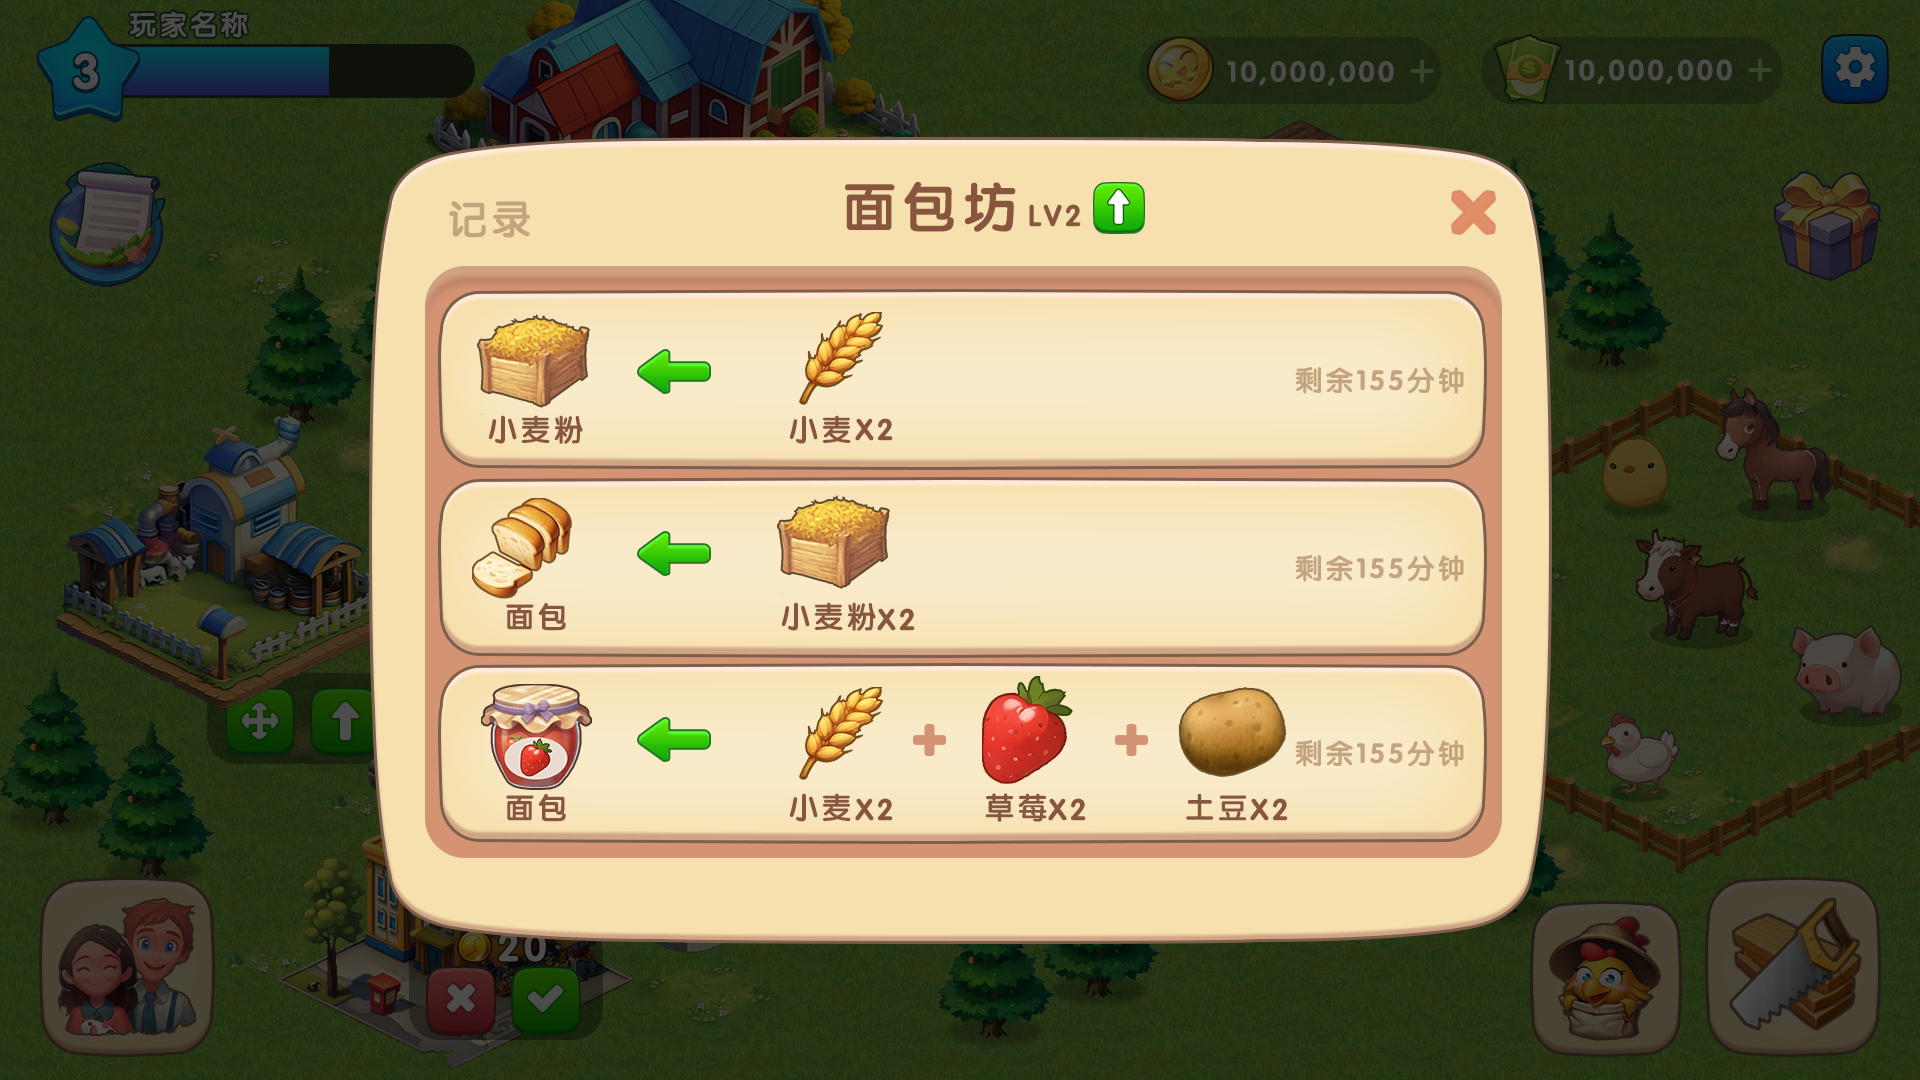 玩家名称
3
10,000,000
10,000,000
记录
面包坊 LV2
小麦粉
小麦X2
剩余155分钟
面包
小麦粉X2
剩余155分钟
面包
小麦X2
草莓X2
土豆X2
剩余155分钟
20